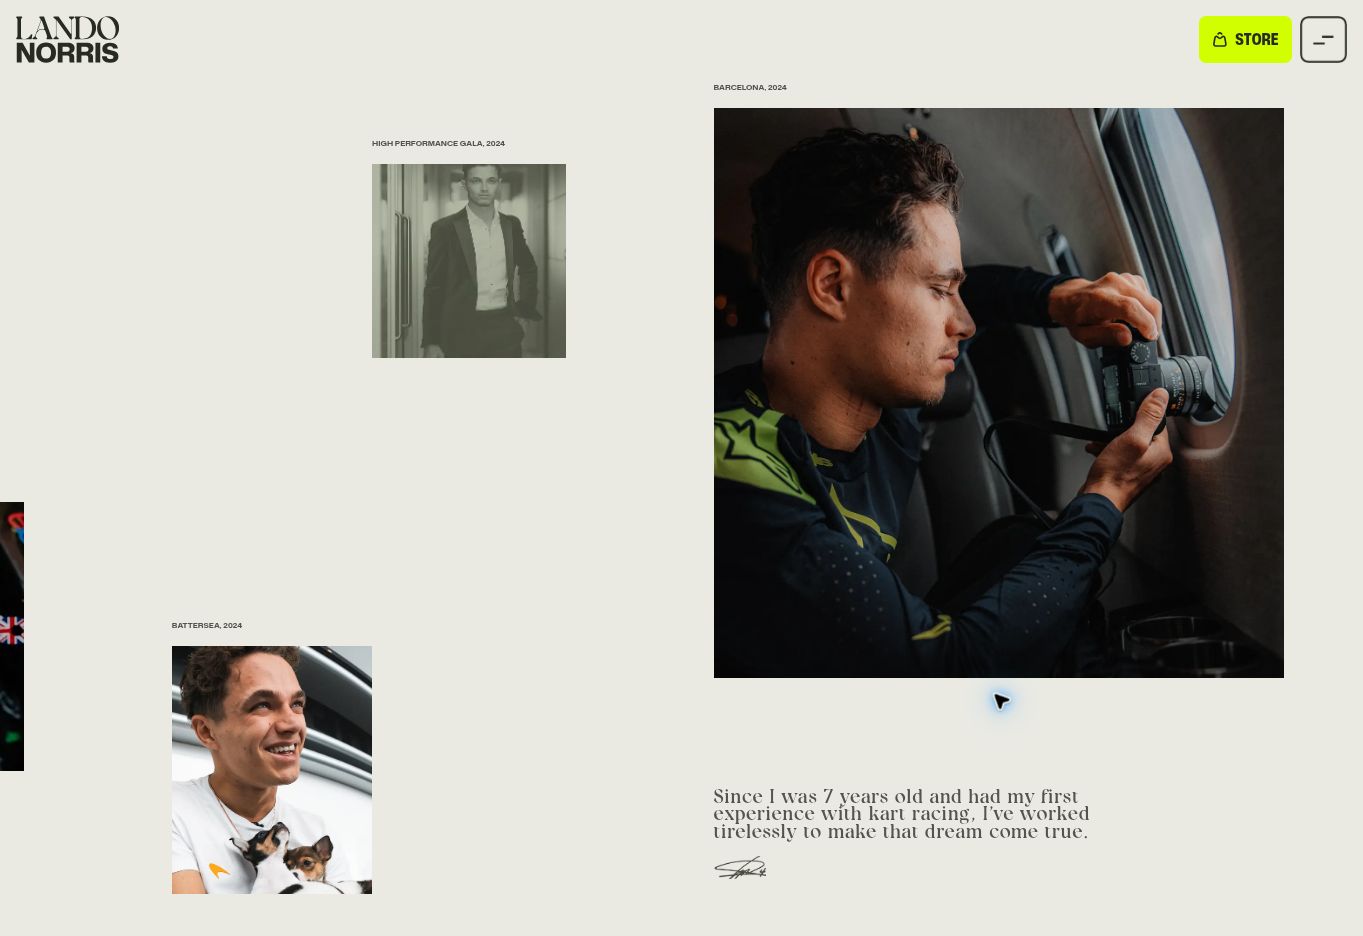 LANDO
NORRIS
STORE
BARCELONA, 2024
HIGH PERFORMANCE GALA, 2024
BATTERSEA, 2024
Since I was 7 years old and had my first
experience with kart racing, I've worked
tirelessly to make that dream come true.